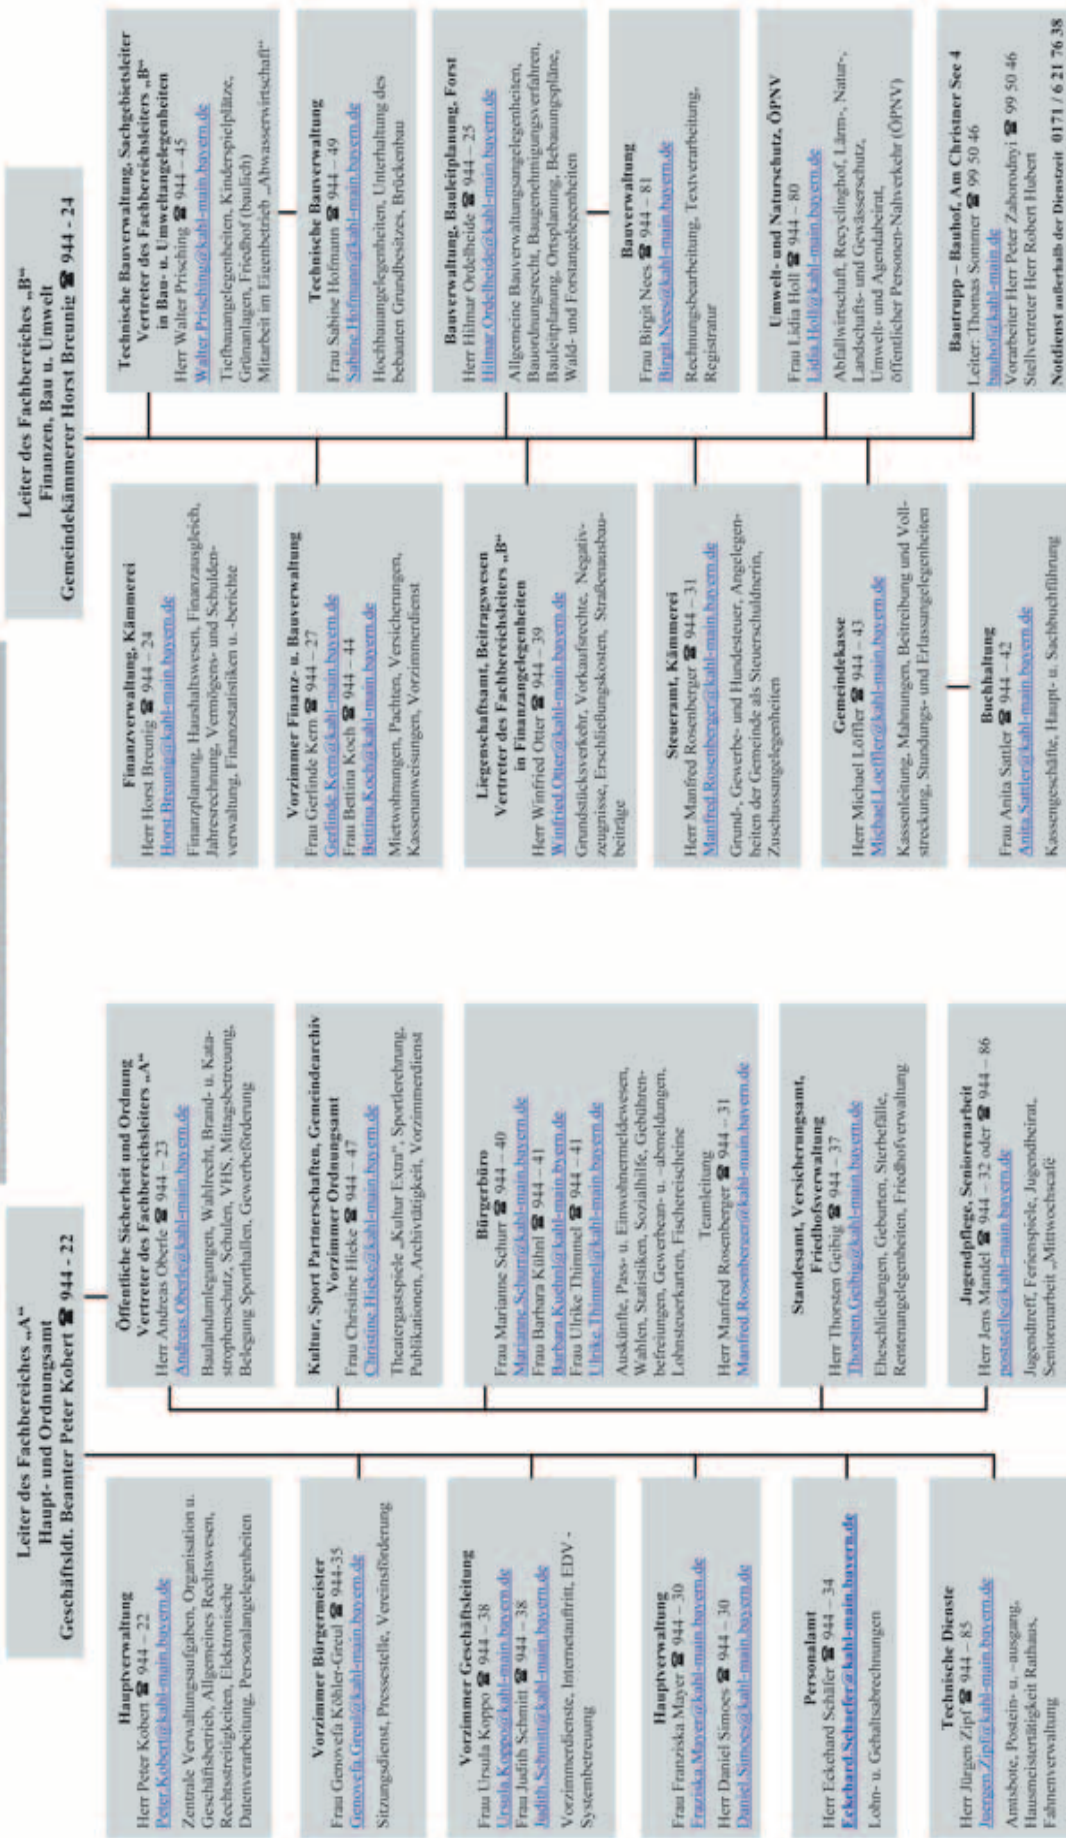 Leiter des Fachbereiches „A“
Haupt- und Ordnungsamt
Geschäftsldt. Beamter Peter Kobert ☎ 944 - 22
Hauptverwaltung
Herr Peter Kobert ☎ 944 – 22
Peter.Kobert@kahl-main.bayern.de
Zentrale Verwaltungsaufgaben, Organisation u.
Geschäftsbetrieb, Allgemeines Rechtswesen,
Rechtsstreitigkeiten, Elektronische
Datenverarbeitung, Personalangelegenheiten
Vorzimmer Bürgermeister
Frau Genovefa Köhler-Greul ☎ 944-35
Genovefa.Greul@kahl-main.bayern.de
Sitzungsdienst, Pressestelle, Vereinsförderung
Vorzimmer Geschäftsleitung
Frau Ursula Koppo ☎ 944 – 38
Ursula.Koppo@kahl-main.bayern.de
Frau Judith Schmitt ☎ 944 – 38
Judith.Schmitt@kahl-main.bayern.de
Vorzimmerdienste, Internetauftritt, EDV -
Systembetreuung
Hauptverwaltung
Frau Franziska Mayer ☎ 944 – 30
Fraziska.Mayer@kahl-main.bayern.de
Herr Daniel Simoes ☎ 944 – 30
Daniel.Simoes@kahl-main.bayern.de
Personalamt
Herr Eckehard Schäfer ☎ 944 – 34
Eckehard.Schaefer@kahl-main.bayern.de
Lohn- u. Gehaltsabrechnungen
Technische Dienste
Herr Jürgen Zipf ☎ 944 – 85
Juergen.Zipf@kahl-main.bayern.de
Amtsbote, Postein- u. –ausgang,
Hausmeistertätigkeit Rathaus,
Fahnenverwaltung
Öffentliche Sicherheit und Ordnung
Vertreter des Fachbereichsleiters „A“
Herr Andreas Oberle ☎ 944 – 23
Andreas.Oberle@kahl-main.bayern.de
Baulandumlegungen, Wahlrecht, Brand- u. Kata-
strophenschutz, Schulen, VHS, Mittagsbetreuung,
Belegung Sporthallen, Gewerbeförderung
Kultur, Sport Partnerschaften, Gemeindearchiv
Vorzimmer Ordnungsamt
Frau Christine Hieke ☎ 944 – 47
Christine.Hieke@kahl-main.bayern.de
Theatergastspiele „Kultur Extra“, Sportlerehrung,
Publikationen, Archivtätigkeit, Vorzimmerdienst
Bürgerbüro
Frau Marianne Schurr ☎ 944 – 40
Marianne.Schurr@kahl-main.bayern.de
Frau Barbara Kühnl ☎ 944 – 41
Barbara.Kuehnl@kahl-main.byern.de
Frau Ulrike Thimmel ☎ 944 – 41
Ulrike.Thimmel@kahl-main.bayern.de
Auskünfte, Pass- u. Einwohnermeldewesen,
Wahlen, Statistiken, Sozialhilfe, Gebühren-
befreiungen, Gewerbean- u. –abmeldungen,
Lohnsteuerkarten, Fischereischeine
Teamleitung
Herr Manfred Rosenberger ☎ 944 – 31
Manfred.Rosenberger@kahl-main.bayern.de
Standesamt, Versicherungsamt,
Friedhofsverwaltung
Herr Thorsten Geibig ☎ 944 – 37
Thorsten.Geibig@kahl-main.bayern.de
Eheschließungen, Geburten, Sterbefälle,
Rentenangelegenheiten, Friedhofverwaltung
Jugendpflege, Seniorenarbeit
Herr Jens Mandel ☎ 944 – 32 oder ☎ 944 – 86
poststelle@kahl-main.bayern.de
Jugendtreff, Ferienspiele, Jugendbeirat,
Seniorenarbeit „Mittwochscafé
Leiter des Fachbereiches „B“
Finanzen, Bau u. Umwelt
Gemeindekämmerer Horst Breunig ☎ 944 - 24
Finanzverwaltung, Kämmerei
Herr Horst Breunig ☎ 944 – 24
Horst.Breunig@kahl-main.bayern.de
Finanzplanung, Haushaltswesen, Finanzausgleich,
Jahresrechnung, Vermögens- und Schulden-
verwaltung, Finanzstatistiken u. -berichte
Vorzimmer Finanz- u. Bauverwaltung
Frau Gerlinde Kern ☎ 944 – 27
Gerlinde.Kern@kahl-main.bayern.de
Frau Bettina Koch ☎ 944 – 44
Bettina.Koch@kahl-main.bayern.de
Mietwohnungen, Pachten, Versicherungen,
Kassenanweisungen, Vorzimmerdienst
Liegenschaftsamt, Beitragswesen
Vertreter des Fachbereichsleiters „B“
in Finanzangelegenheiten
Herr Winfried Otter ☎ 944 – 39
Winfried.Otter@kahl-main.bayern.de
Grundstücksverkehr, Vorkaufsrechte, Negativ-
zeugnisse, Erschließungskosten, Straßenausbau-
beiträge
Steueramt, Kämmerei
Herr Manfred Rosenberger ☎ 944 – 31
Manfred.Rosenberger@kahl-main.bayern.de
Grund-, Gewerbe- und Hundesteuer, Angelegen-
heiten der Gemeinde als Steuerschuldnerin,
Zuschussangelegenheiten
Gemeindekasse
Herr Michael Löffler ☎ 944 – 43
Michael.Loeffler@kahl-main.bayern.de
Kassenleitung, Mahnungen, Beitreibung und Voll-
streckung, Stundungs- und Erlassangelegenheiten
Buchhaltung
Frau Anita Sattler ☎ 944 – 42
Anita.Sattler@kahl-main.bayern.de
Kassengeschäfte, Haupt- u. Sachbuchführung
Technische Bauverwaltung, Sachgebietsleiter
Vertreter des Fachbereichsleiters „B“
in Bau- u. Umweltangelegenheiten
Herr Walter Prisching ☎ 944 – 45
Walter.Prisching@kahl-main.bayern.de
Tiefbauangelegenheiten, Kinderspielplätze,
Grünanlagen, Friedhof (baulich)
Mitarbeit im Eigenbetrieb „Abwasserwirtschaft“
Technische Bauverwaltung
Frau Sabine Hofmann ☎ 944 – 49
Sabine.Hofmann@kahl-main.bayern.de
Hochbauangelegenheiten, Unterhaltung des
bebauten Grundbesitzes, Brückenbau
Bauverwaltung, Bauleitplanung, Forst
Herr Hilmar Ordelheide ☎ 944 – 25
Hilmar.Ordelheide@kahl-main.bayern.de
Allgemeine Bauverwaltungsangelegenheiten,
Bauordnungsrecht, Baugenehmigungsverfahren,
Bauleitplanung, Ortsplanung, Bebauungspläne,
Wald- und Forstangelegenheiten
Bauverwaltung
Frau Birgit Nees ☎ 944 – 81
Birgit.Nees@kahl-main.bayern.de
Rechnungsbearbeitung, Textverarbeitung,
Registratur
Umwelt- und Naturschutz, ÖPNV
Frau Lidia Holl ☎ 944 – 80
Lidia.Holl@kahl-main.bayern.de
Abfallwirtschaft, Recyclinghof, Lärm-, Natur-,
Landschafts- und Gewässerschutz,
Umwelt- und Agendabeirat,
öffentlicher Personen-Nahverkehr (ÖPNV)
Bautrupp – Bauhof, Am Christner See 4
Leiter: Thomas Sommer ☎ 99 50 46
bauhof@kahl-main.de
Vorarbeiter Herr Peter Zahorodnyi ☎ 99 50 46
Stellvertreter Herr Robert Hubert
Notdienst außerhalb der Dienstzeit 0171 / 6 21 76 38